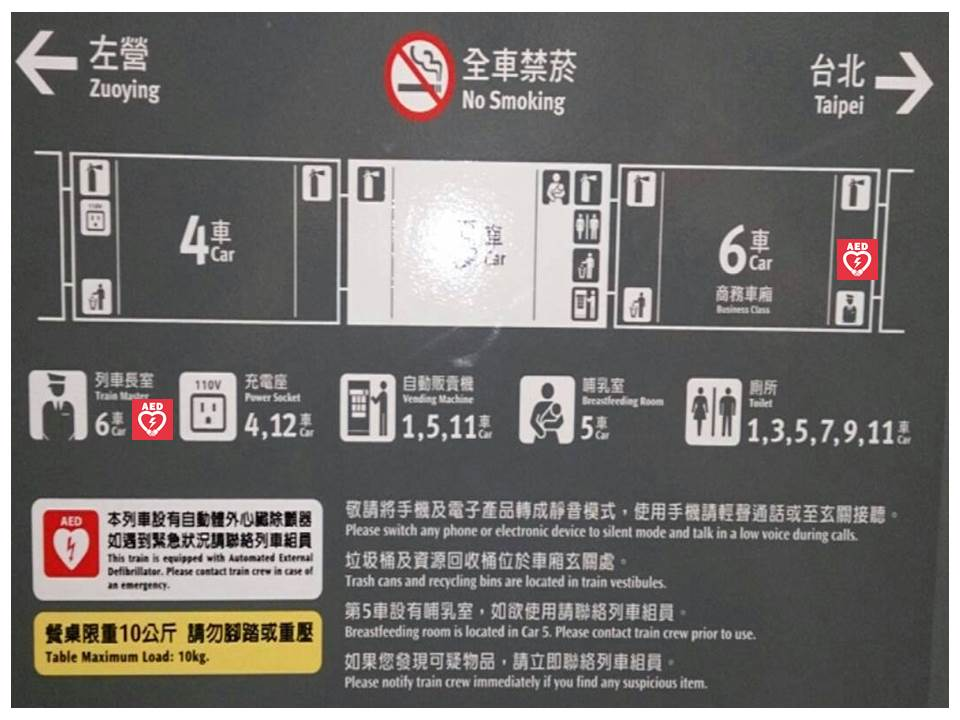 左營
Zuoying
全車禁菸
No Smoking
台北
Taipei
110V
4車
Car
車
Car
6車
Car
商務車廂
Business Class
AED
列車長室
Train Master
6車
Car
AED
110V
充電座
Power Socket
4,12車
Car
自動販賣機
Vending Machine
1,5,11車
Car
哺乳室
Breastfeeding Room
5車
Car
廁所
Toilet
1,3,5,7,9,11車
Car
AED
本列車設有自動體外心臟除顫器
如遇到緊急狀況請聯絡列車組員
This train is equipped with Automated External
Defibrillator. Please contact train crew in case of
an emergency.
餐桌限重10公斤 請勿腳踏或重壓
Table Maximum Load: 10kg.
敬請將手機及電子產品轉成靜音模式，使用手機請輕聲通話或至玄關接聽。
Please switch any phone or electronic device to silent mode and talk in a low voice during calls.
垃圾桶及資源回收桶位於車廂玄關處。
Trash cans and recycling bins are located in train vestibules.
第5車設有哺乳室，如欲使用請聯絡列車組員。
Breastfeeding room is located in Car 5. Please contact train crew prior to use.
如果您發現可疑物品，請立即聯絡列車組員。
Please notify train crew immediately if you find any suspicious item.